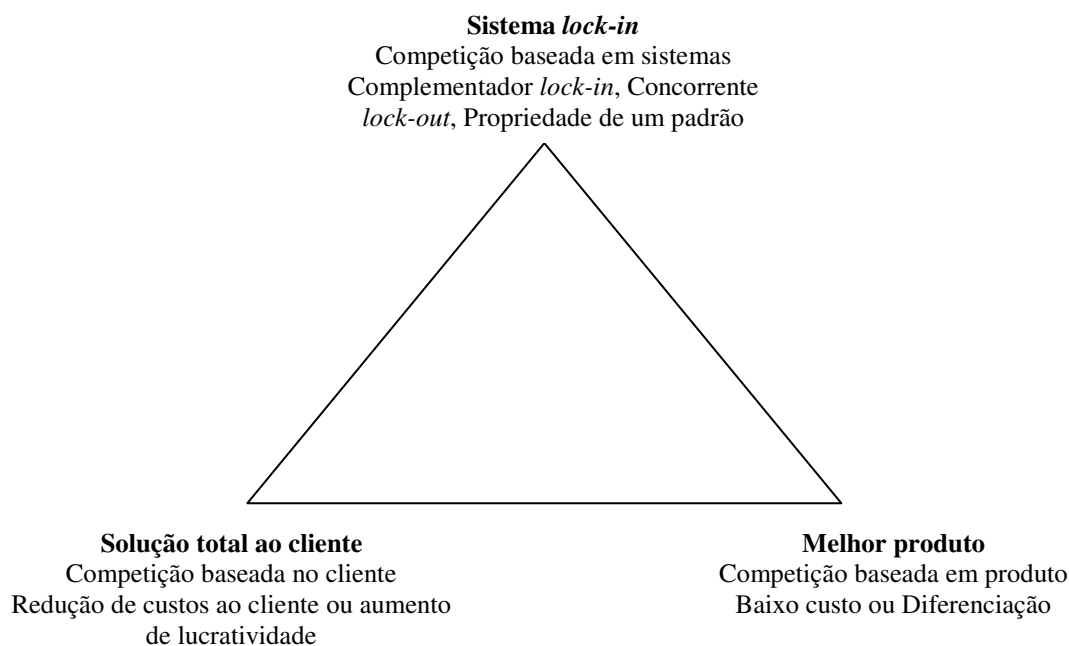 Sistema lock-in
Competição baseada em sistemas
Complementador lock-in, Concorrente
lock-out, Propriedade de um padrão
Solução total ao cliente
Competição baseada no cliente
Redução de custos ao cliente ou aumento
de lucratividade
Melhor produto
Competição baseada em produto
Baixo custo ou Diferenciação